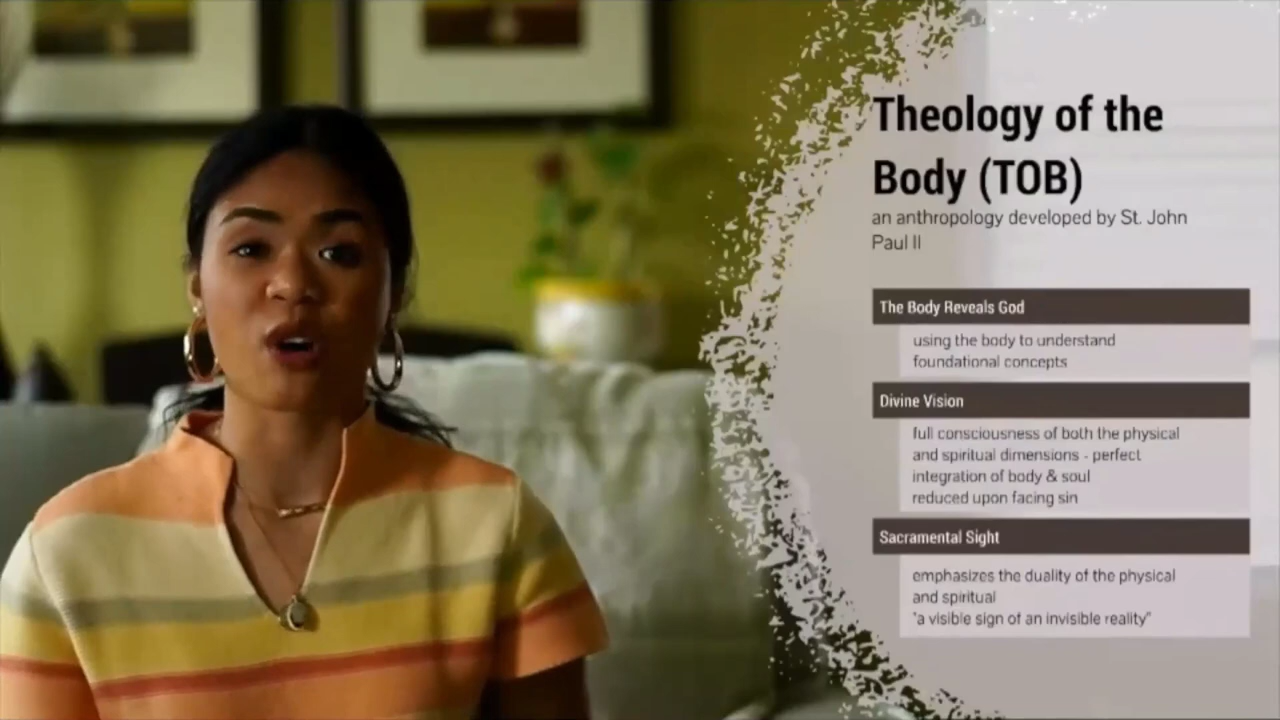 Theology of the
Body (TOB)
an anthropology developed by St. John
Paul II
The Body Reveals God
using the body to understand
foundational concepts
Divine Vision
full consciousness of both the physical
and spiritual dimensions - perfect
integration of body & soul
reduced upon facing sin
Sacramental Sight
emphasizes the duality of the physical
and spiritual
"a visible sign of an invisible reality"